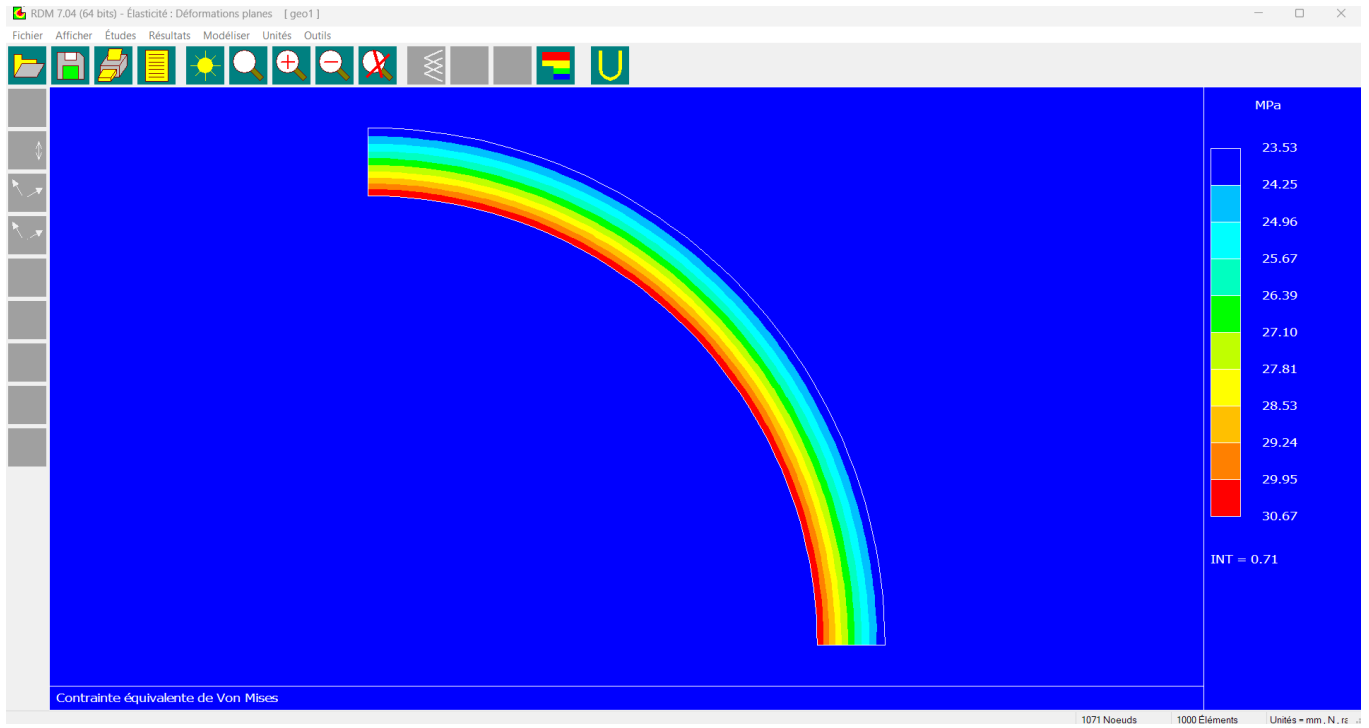 RDM 7.04 (64 bits) - Élasticité : Déformations planes [ geo1 ]
Fichier Afficher Études Résultats Modéliser Unités Outils
MPa
23.53
24.25
24.96
25.67
26.39
27.10
27.81
28.53
29.24
29.95
30.67
INT = 0.71
Contrainte équivalente de Von Mises
1071 Noeuds 1000 Éléments Unités = mm , N ,